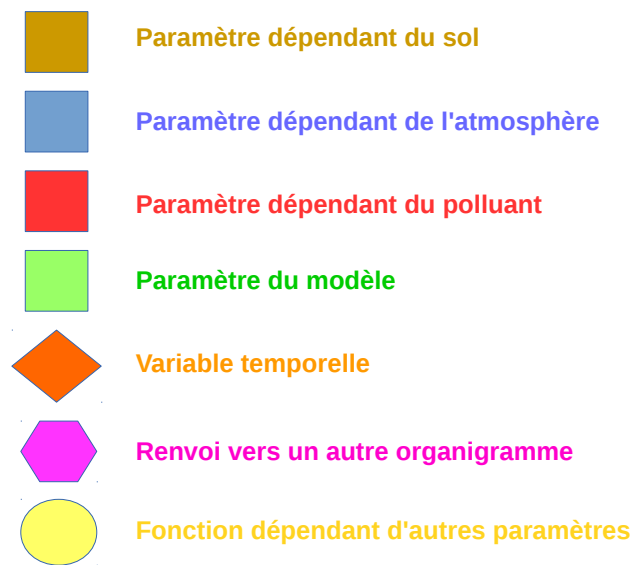 Paramètre dépendant du sol
Paramètre dépendant de l'atmosphère
Paramètre dépendant du polluant
Paramètre du modèle
Variable temporelle
Renvoi vers un autre organigramme
Fonction dépendant d'autres paramètres